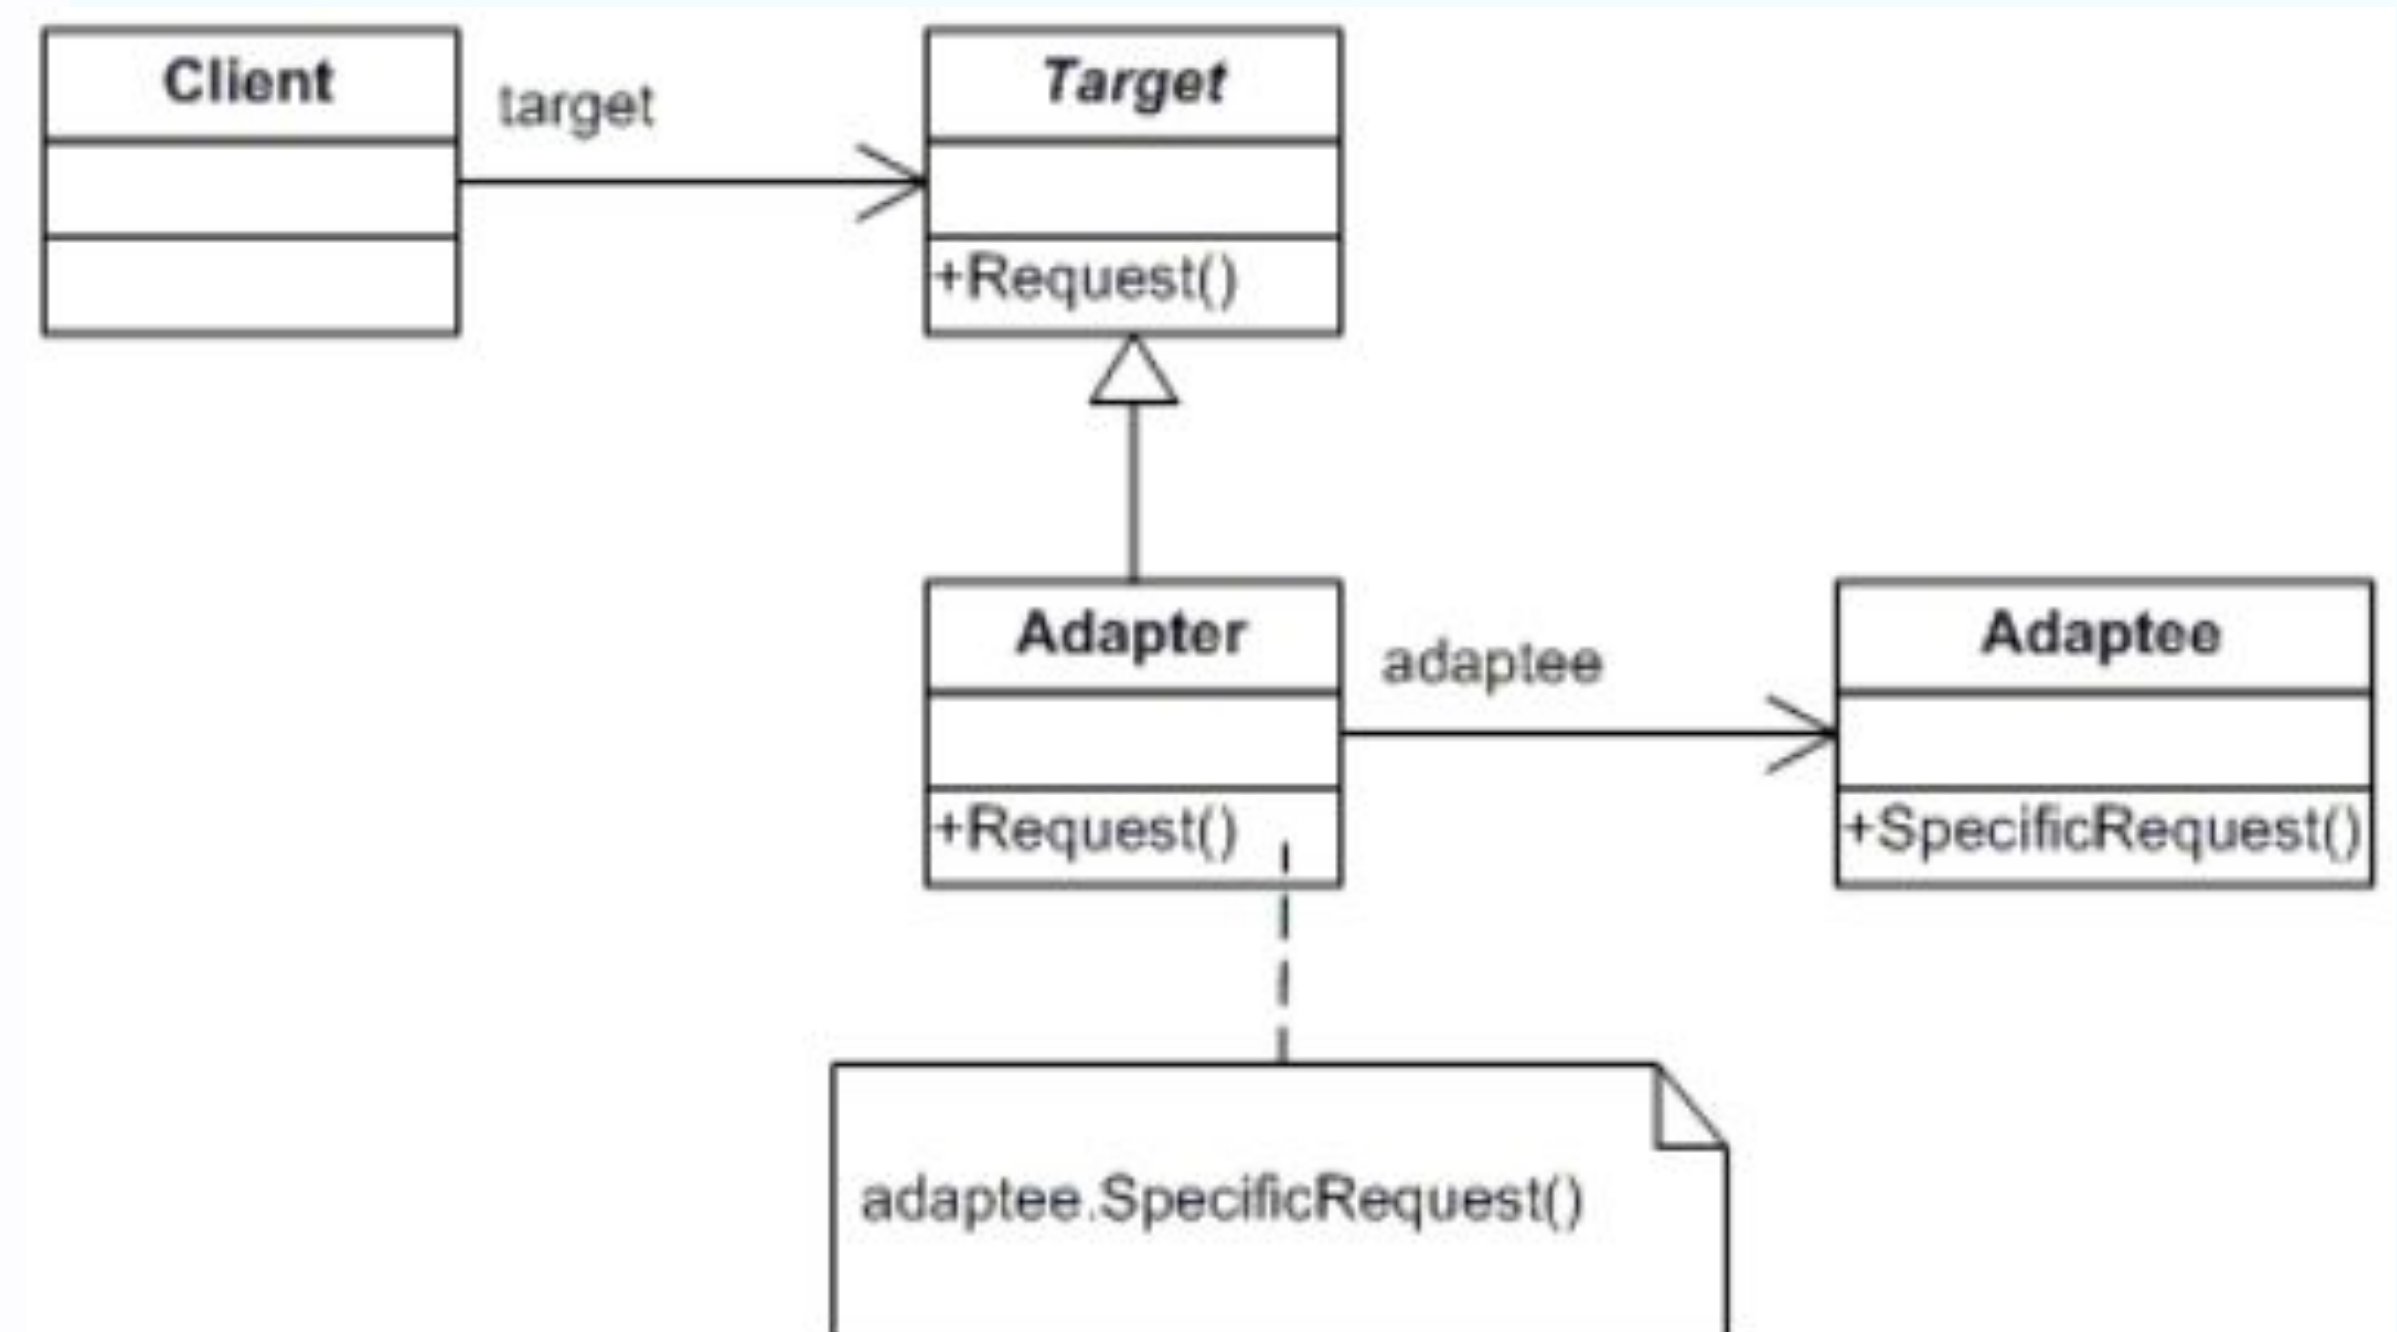 Client
target
Target
+Request()
Adapter
adaptee
Adaptee
+Request()
+SpecificRequest()
adaptee.SpecificRequest()